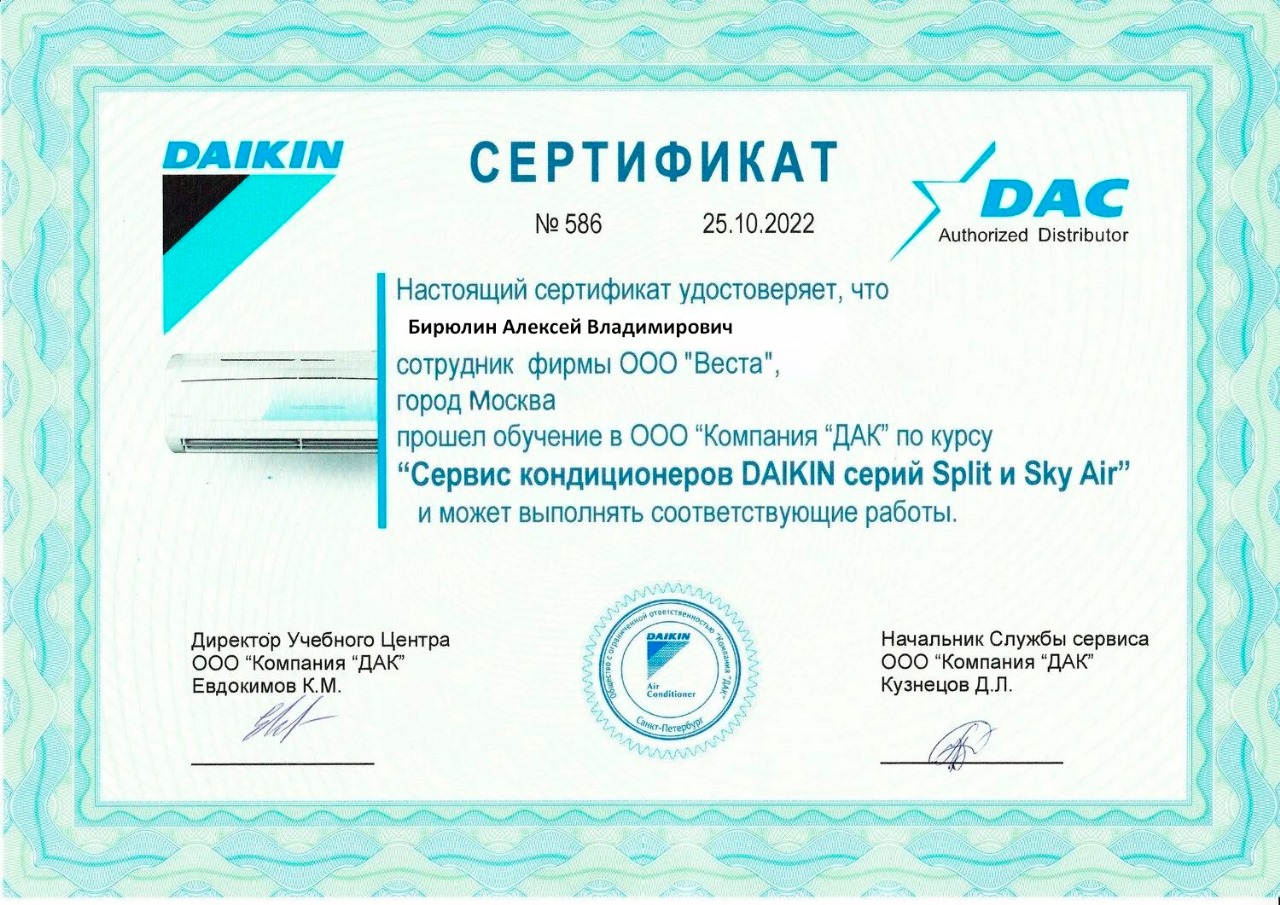 DAIKIN
СЕРТИФИКАТ
№ 586 25.10.2022
DAC
Authorized Distributor
Настоящий сертификат удостоверяет, что
Бирюлин Алексей Владимирович
сотрудник фирмы ООО "Веста",
город Москва
прошел обучение в ООО “Компания “ДАК” по курсу
“Сервис кондиционеров DAIKIN серий Split и Sky Air”
и может выполнять соответствующие работы.
Директор Учебного Центра
ООО “Компания “ДАК”
Евдокимов К.М.
Общество с ограниченной ответственностью "Компания "ДАК"
DAIKIN
Air
Conditioner
Санкт-Петербург
Начальник Службы сервиса
ООО “Компания “ДАК”
Кузнецов Д.Л.